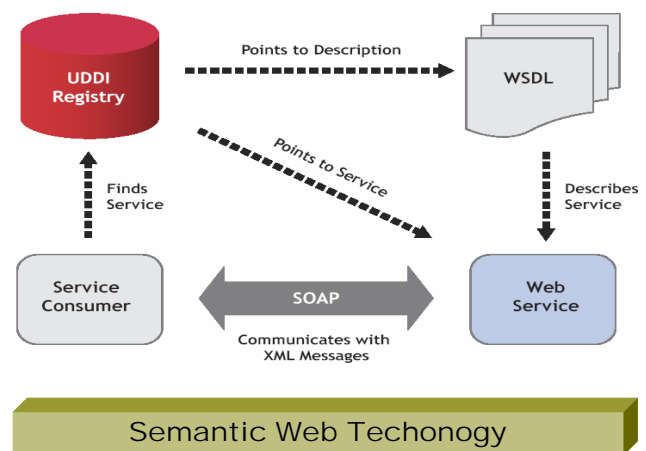 UDDI
Registry
Points to Description
WSDL
Points to Service
Finds
Service
Describes
Service
Service
Consumer
SOAP
Web
Service
Communicates with
XML Messages
Semantic Web Techonogy